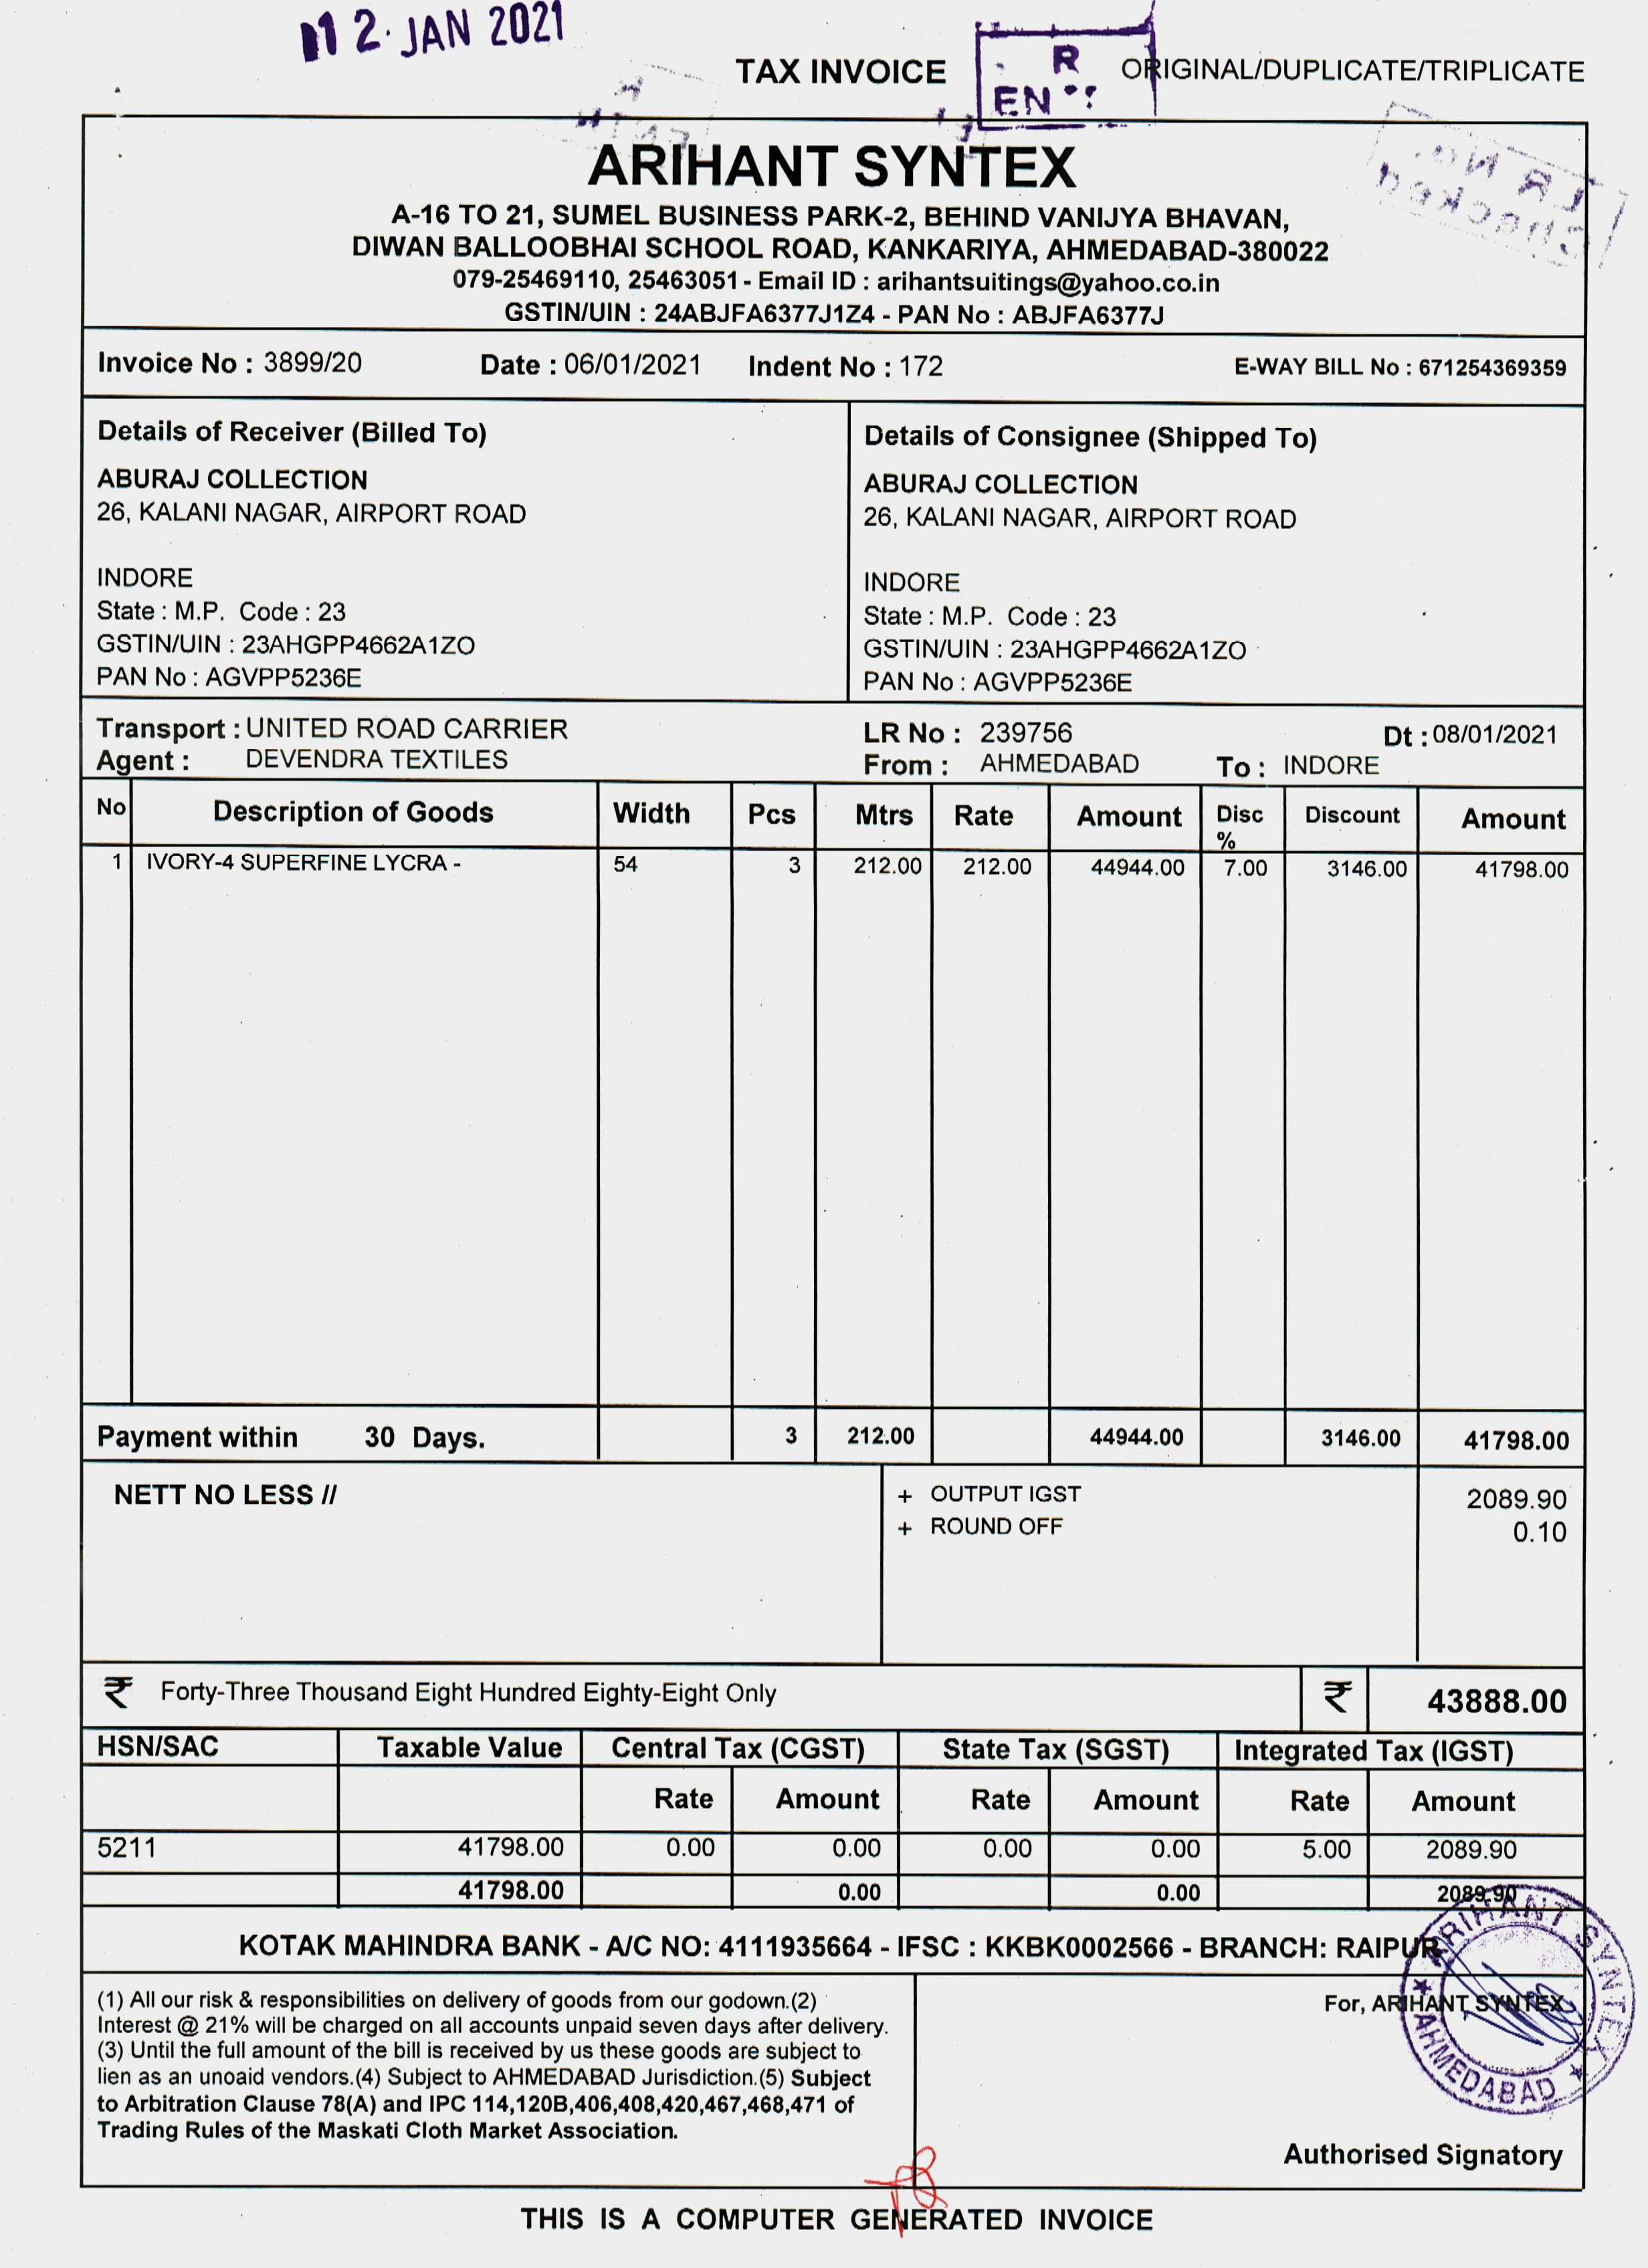 12. JAN 2021
TAX INVOICE
R
EN
ORIGINAL/DUPLICATE/TRIPLICATE
LR No.
Checked
ARIHANT SYNTEX
A-16 TO 21, SUMEL BUSINESS PARK-2, BEHIND VANIJYA BHAVAN,
DIWAN BALLOOBHAI SCHOOL ROAD, KANKARIYA, AHMEDABAD-380022
079-25469110, 25463051 - Email ID : arihantsuitings@yahoo.co.in
GSTIN/UIN : 24ABJFA6377J1Z4 - PAN No : ABJFA6377J
Invoice No : 3899/20 Date : 06/01/2021 Indent No : 172 E-WAY BILL No : 671254369359
Details of Receiver (Billed To)
ABURAJ COLLECTION
26, KALANI NAGAR, AIRPORT ROAD
INDORE
State : M.P. Code : 23
GSTIN/UIN : 23AHGPP4662A1ZO
PAN No : AGVPP5236E
Details of Consignee (Shipped To)
ABURAJ COLLECTION
26, KALANI NAGAR, AIRPORT ROAD
INDORE
State : M.P. Code : 23
GSTIN/UIN : 23AHGPP4662A1ZO
PAN No : AGVPP5236E
Transport : UNITED ROAD CARRIER LR No : 239756 Dt : 08/01/2021
Agent : DEVENDRA TEXTILES From : AHMEDABAD To : INDORE
No Description of Goods Width Pcs Mtrs Rate Amount Disc % Discount Amount
1 IVORY-4 SUPERFINE LYCRA - 54 3 212.00 212.00 44944.00 7.00 3146.00 41798.00
Payment within 30 Days. 3 212.00 44944.00 3146.00 41798.00
NETT NO LESS // + OUTPUT IGST 2089.90
+ ROUND OFF 0.10
₹ Forty-Three Thousand Eight Hundred Eighty-Eight Only ₹ 43888.00
HSN/SAC Taxable Value Central Tax (CGST) State Tax (SGST) Integrated Tax (IGST)
Rate Amount Rate Amount Rate Amount
5211 41798.00 0.00 0.00 0.00 0.00 5.00 2089.90
41798.00 0.00 0.00 2089.90
KOTAK MAHINDRA BANK - A/C NO: 4111935664 - IFSC : KKBK0002566 - BRANCH: RAIPUR
(1) All our risk & responsibilities on delivery of goods from our godown.(2)
Interest @ 21% will be charged on all accounts unpaid seven days after delivery.
(3) Until the full amount of the bill is received by us these goods are subject to
lien as an unoaid vendors.(4) Subject to AHMEDABAD Jurisdiction.(5) Subject
to Arbitration Clause 78(A) and IPC 114,120B,406,408,420,467,468,471 of
Trading Rules of the Maskati Cloth Market Association.
For, ARIHANT SYNTEX
ARIHANT SYNTEX
AHMEDABAD
Authorised Signatory
THIS IS A COMPUTER GENERATED INVOICE